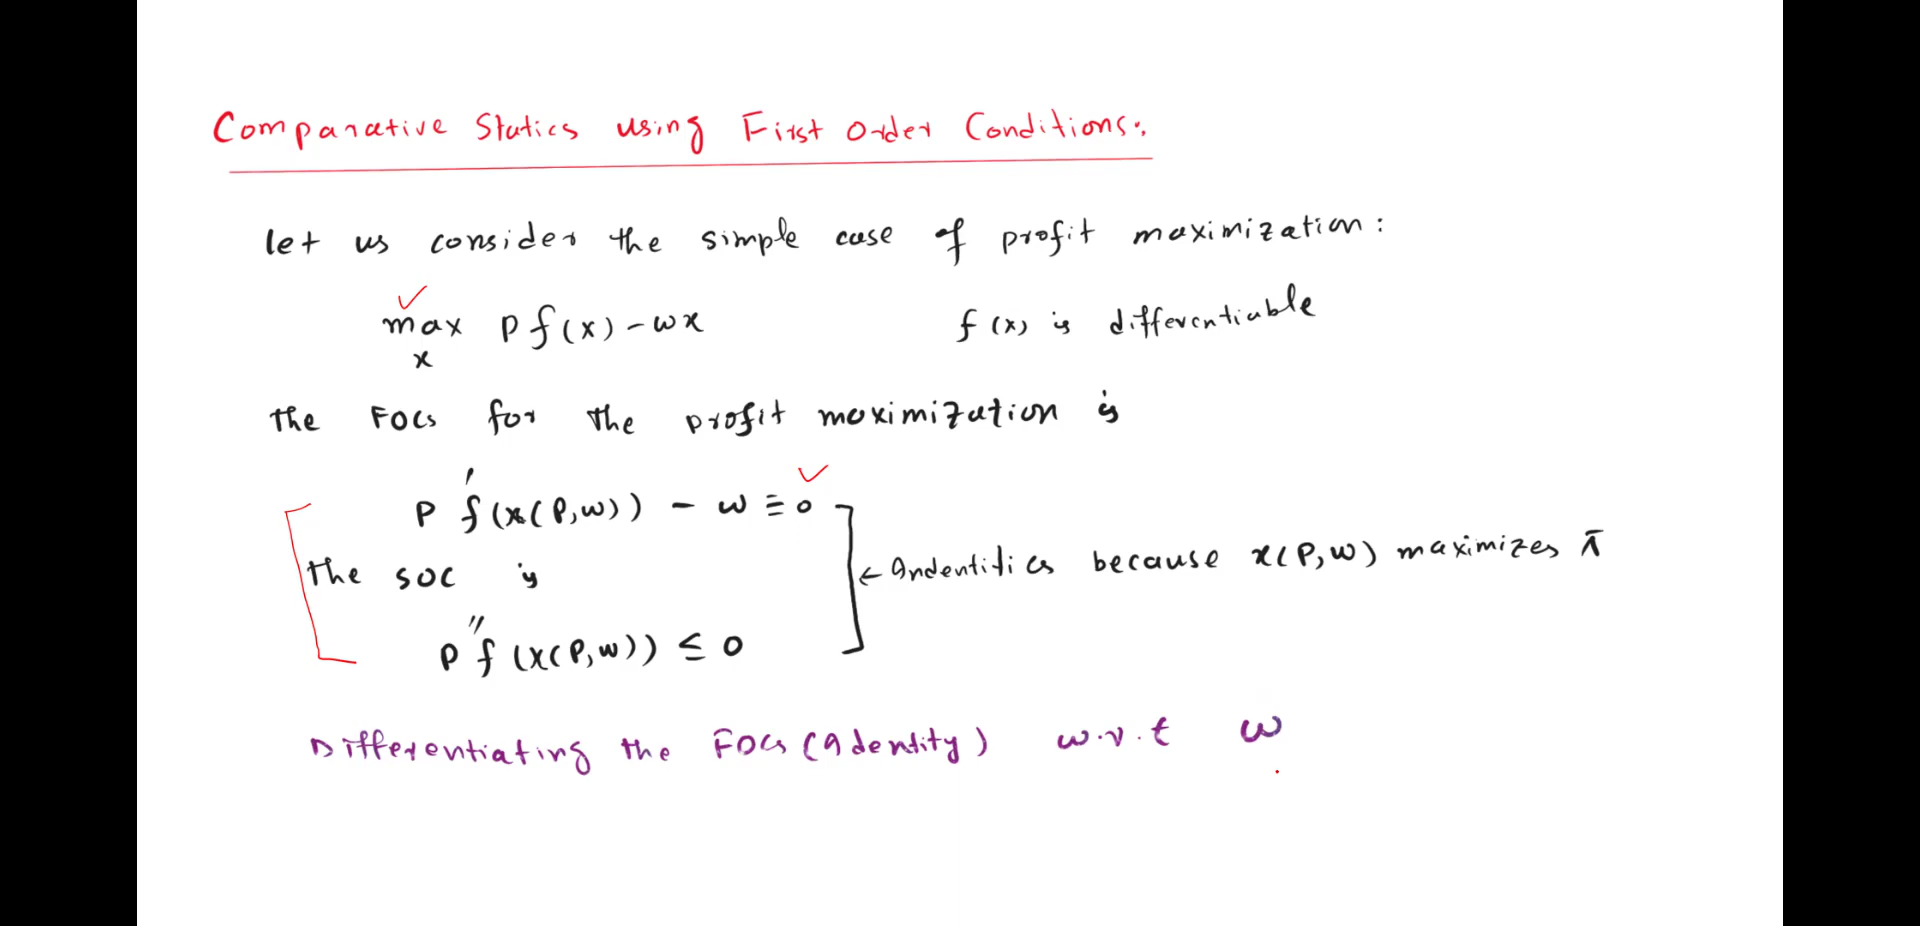 Comparative Statics using First Order Conditions:
let us consider the simple case of profit maximization:
max P f(x) - wx f(x) is differentiable
x
The FOCs for the profit maximization is
P f'(x(P,w)) - w ≡ 0
The SOC is ← Indentities because x(P,w) maximizes π
P f''(x(P,w)) ≤ 0
Differentiating the FOCs (Identity) w.r.t w